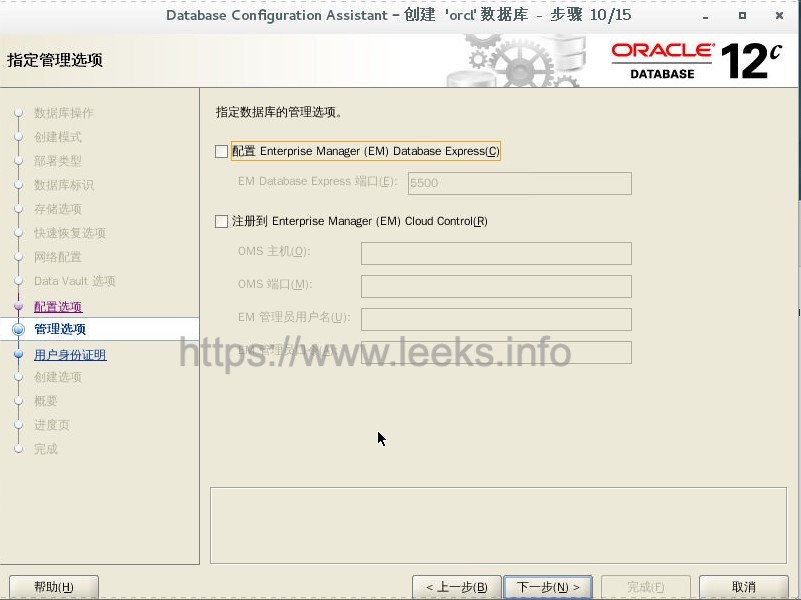 Database Configuration Assistant – 创建 'orcl' 数据库 - 步骤 10/15
指定管理选项
ORACLE
DATABASE
12c
数据库操作
创建模式
部署类型
数据库标识
存储选项
快速恢复选项
网络配置
Data Vault 选项
配置选项
管理选项
用户身份证明
创建选项
概要
进度页
完成
指定数据库的管理选项。
配置 Enterprise Manager (EM) Database Express(C)
EM Database Express 端口(E):
5500
注册到 Enterprise Manager (EM) Cloud Control(R)
OMS 主机(O):
OMS 端口(M):
EM 管理员用户名(U):
EM 管理员
https://www.leeks.info
帮助(H)
< 上一步(B)
下一步(N) >
完成(F)
取消